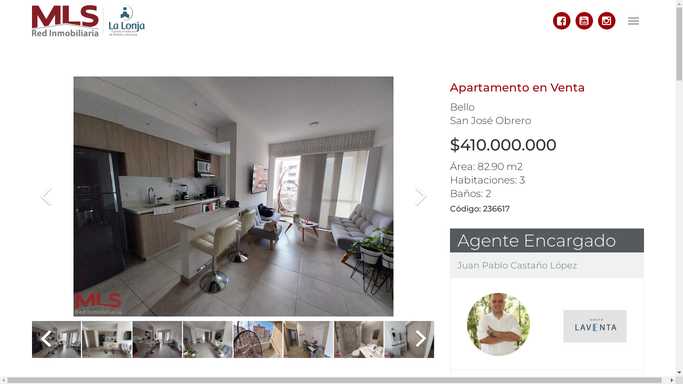 MLS
Red Inmobiliaria
La Lonja
Apartamento en Venta
Bello
San José Obrero
$410.000.000
Área: 82.90 m2
Habitaciones: 3
Baños: 2
Código: 236617
Agente Encargado
Juan Pablo Castaño López
MLS
Red Inmobiliaria
LAVENTA